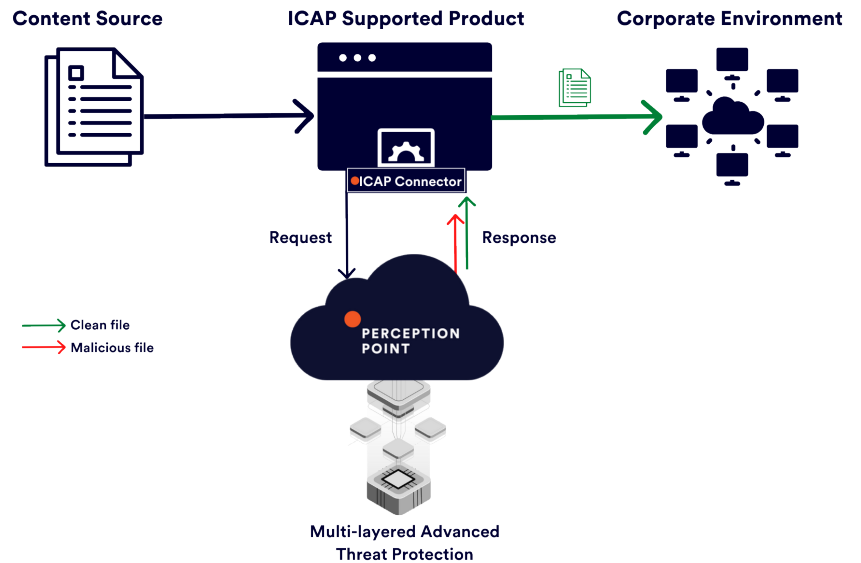 Content Source
ICAP Supported Product
Corporate Environment
ICAP Connector
Request
Response
PERCEPTION
POINT
Clean file
Malicious file
Multi-layered Advanced
Threat Protection